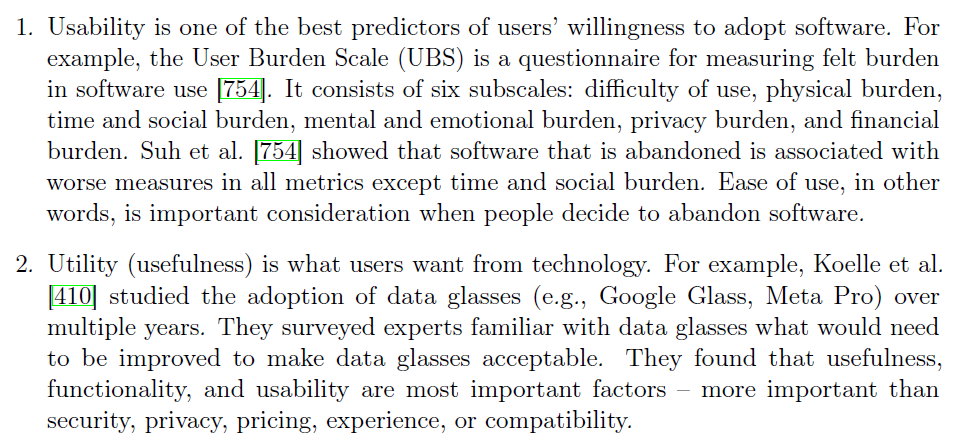 1. Usability is one of the best predictors of users’ willingness to adopt software. For
example, the User Burden Scale (UBS) is a questionnaire for measuring felt burden
in software use [754]. It consists of six subscales: difficulty of use, physical burden,
time and social burden, mental and emotional burden, privacy burden, and financial
burden. Suh et al. [754] showed that software that is abandoned is associated with
worse measures in all metrics except time and social burden. Ease of use, in other
words, is important consideration when people decide to abandon software.
2. Utility (usefulness) is what users want from technology. For example, Koelle et al.
[410] studied the adoption of data glasses (e.g., Google Glass, Meta Pro) over
multiple years. They surveyed experts familiar with data glasses what would need
to be improved to make data glasses acceptable. They found that usefulness,
functionality, and usability are most important factors – more important than
security, privacy, pricing, experience, or compatibility.